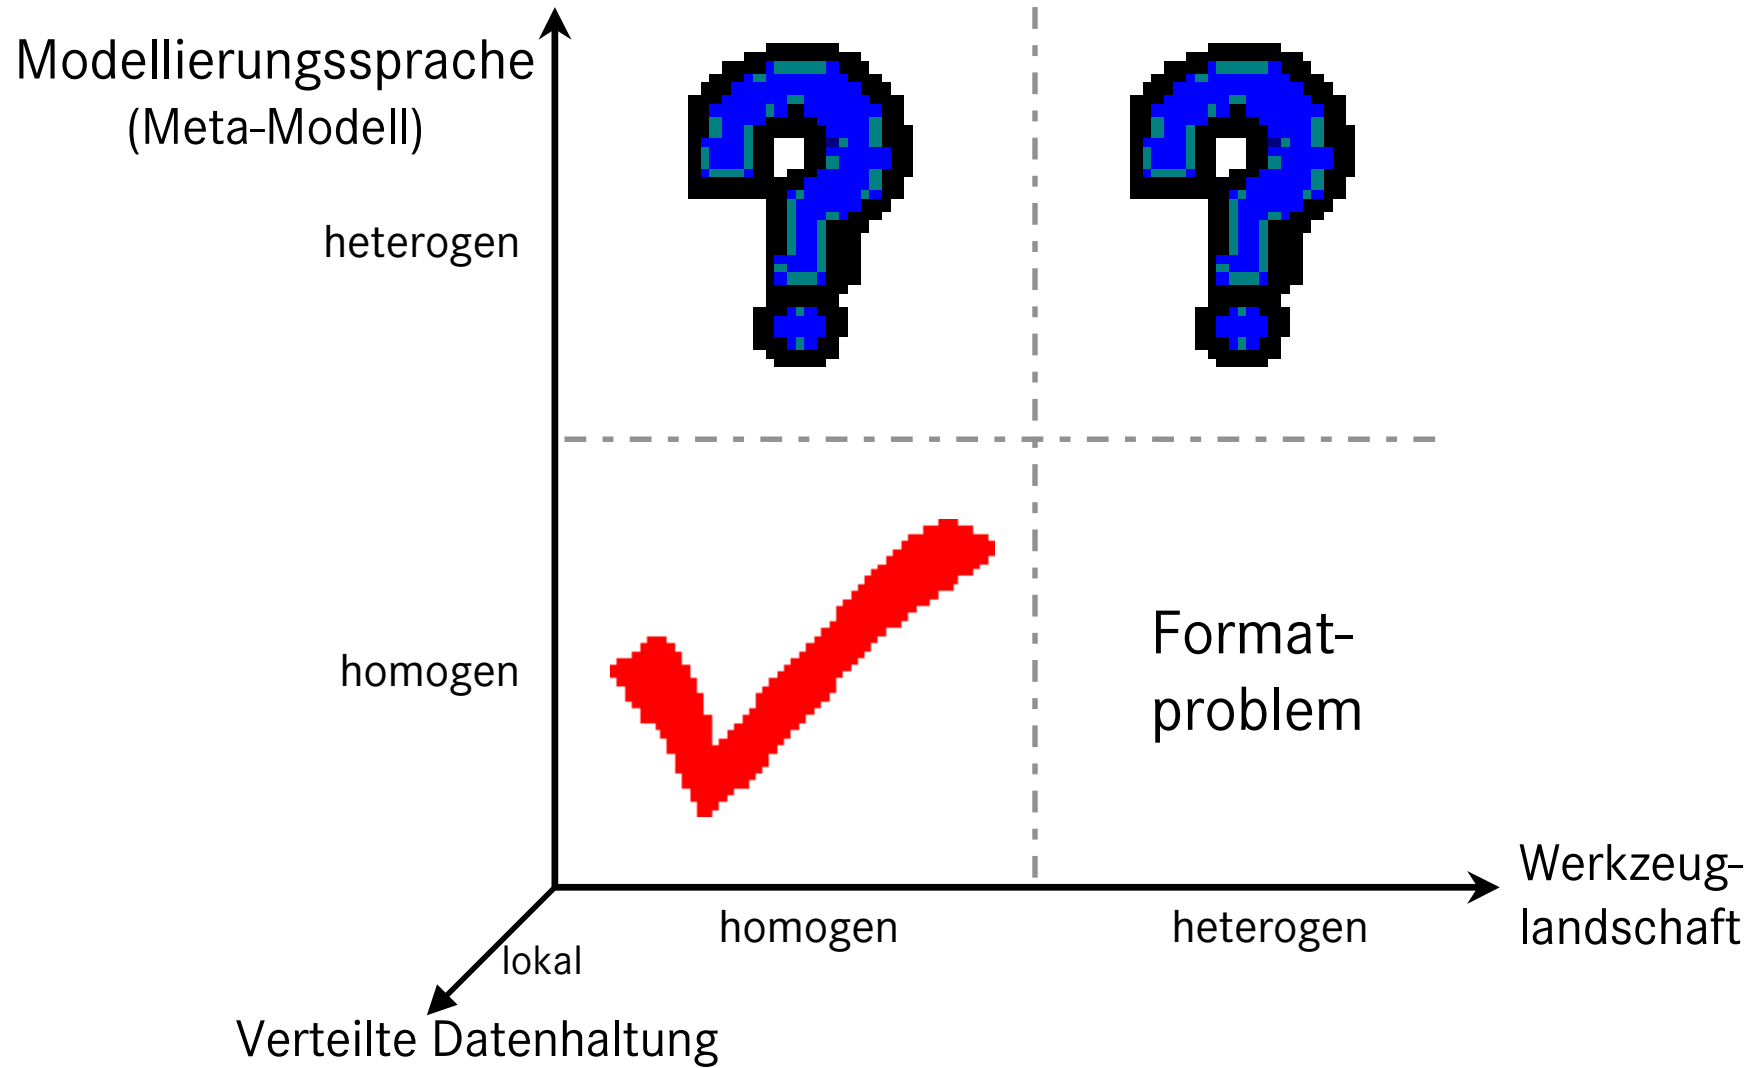 Modellierungssprache
(Meta-Modell)
heterogen
homogen
Format-
problem
Werkzeug-
landschaft
homogen
heterogen
lokal
Verteilte Datenhaltung